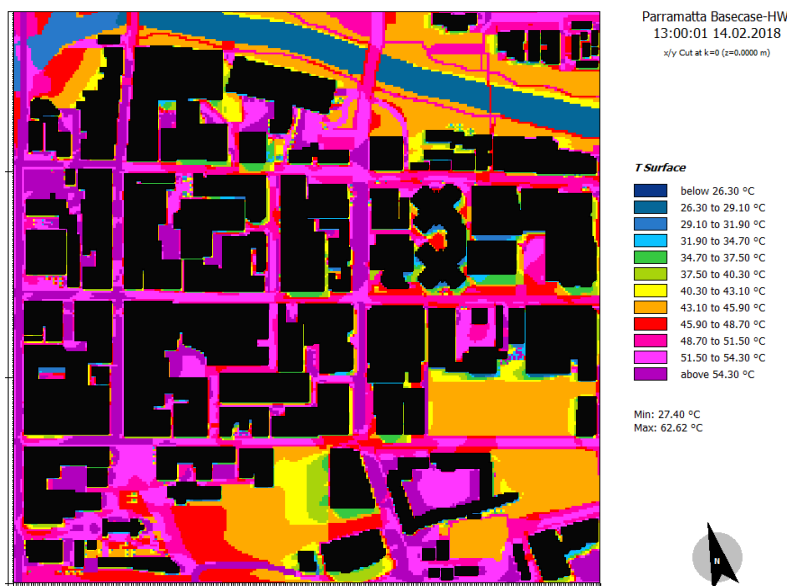 Parramatta Basecase-HW
13:00:01 14.02.2018
x/y Cut at k=0 (z=0.0000 m)
T Surface
below 26.30 °C
26.30 to 29.10 °C
29.10 to 31.90 °C
31.90 to 34.70 °C
34.70 to 37.50 °C
37.50 to 40.30 °C
40.30 to 43.10 °C
43.10 to 45.90 °C
45.90 to 48.70 °C
48.70 to 51.50 °C
51.50 to 54.30 °C
above 54.30 °C
Min: 27.40 °C
Max: 62.62 °C
N